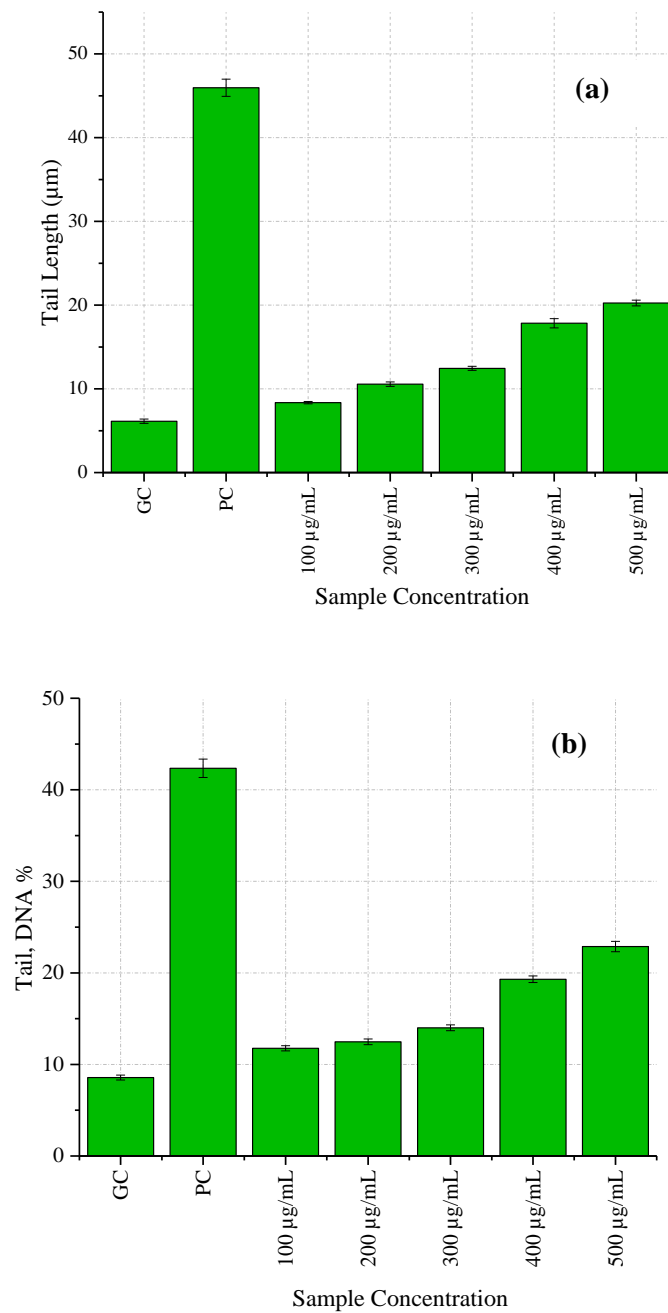 (a)
Tail Length (µm)
50
40
30
20
10
0
GC
PC
100 µg/mL
200 µg/mL
300 µg/mL
400 µg/mL
500 µg/mL
Sample Concentration
(b)
Tail, DNA %
50
40
30
20
10
0
GC
PC
100 µg/mL
200 µg/mL
300 µg/mL
400 µg/mL
500 µg/mL
Sample Concentration